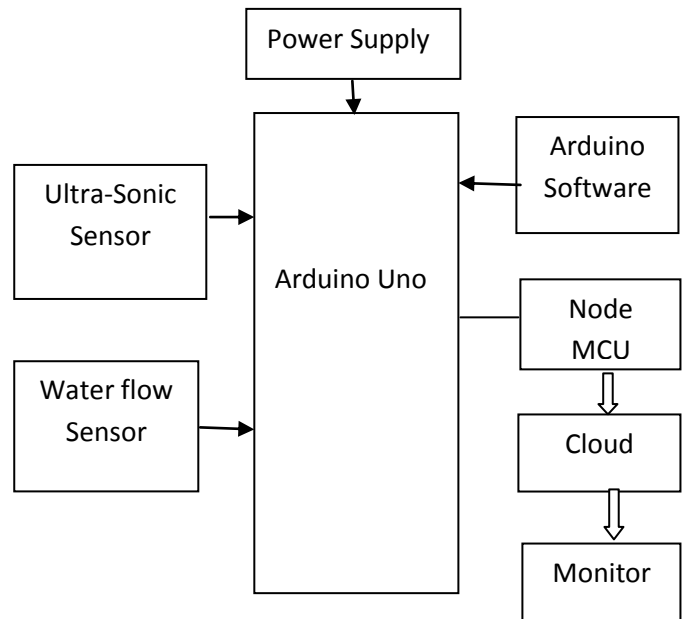 Power Supply
Arduino
Software
Ultra-Sonic
Sensor
Arduino Uno
Node
MCU
Water flow
Sensor
Cloud
Monitor